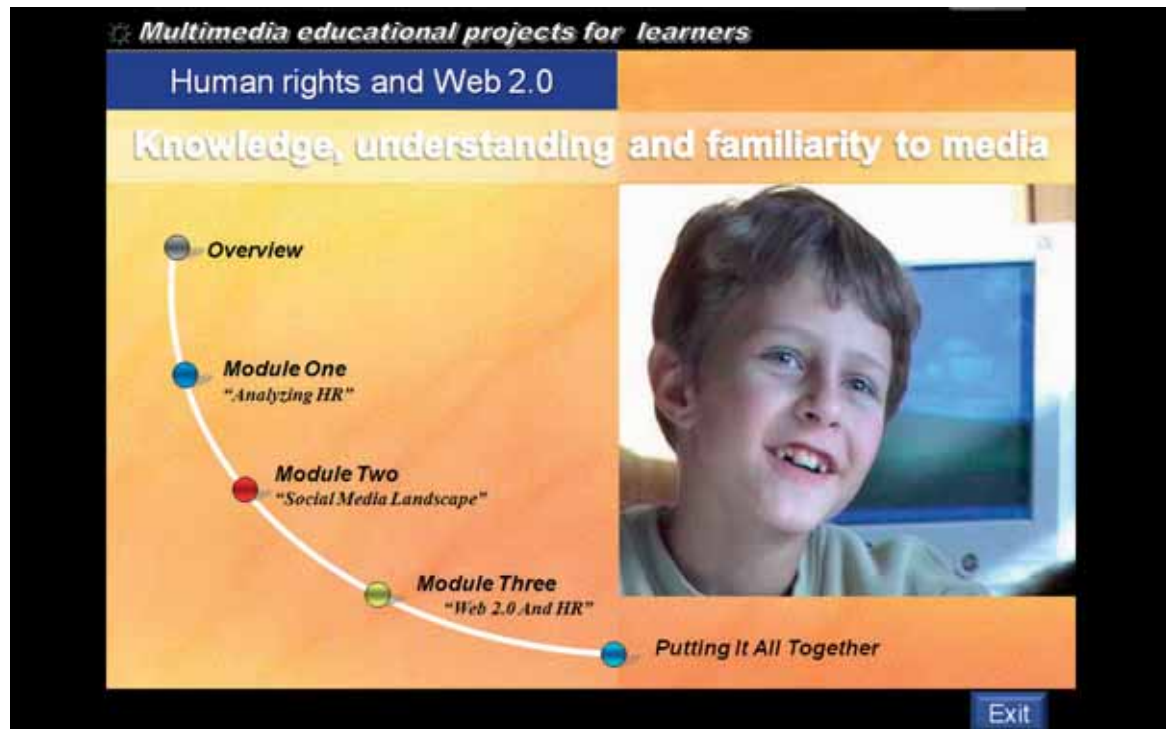 Multimedia educational projects for learners
Human rights and Web 2.0
Knowledge, understanding and familiarity to media
Overview
Module One
“Analyzing HR”
Module Two
“Social Media Landscape”
Module Three
“Web 2.0 And HR”
Putting It All Together
Exit